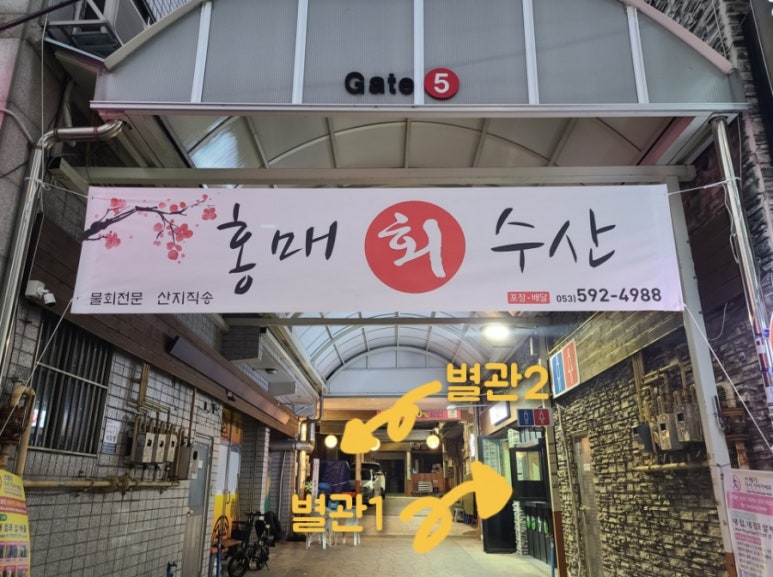 Gate 5
홍매 회 수산
물회전문 산지직송
포장·배달 053)592-4988
별관2
별관1